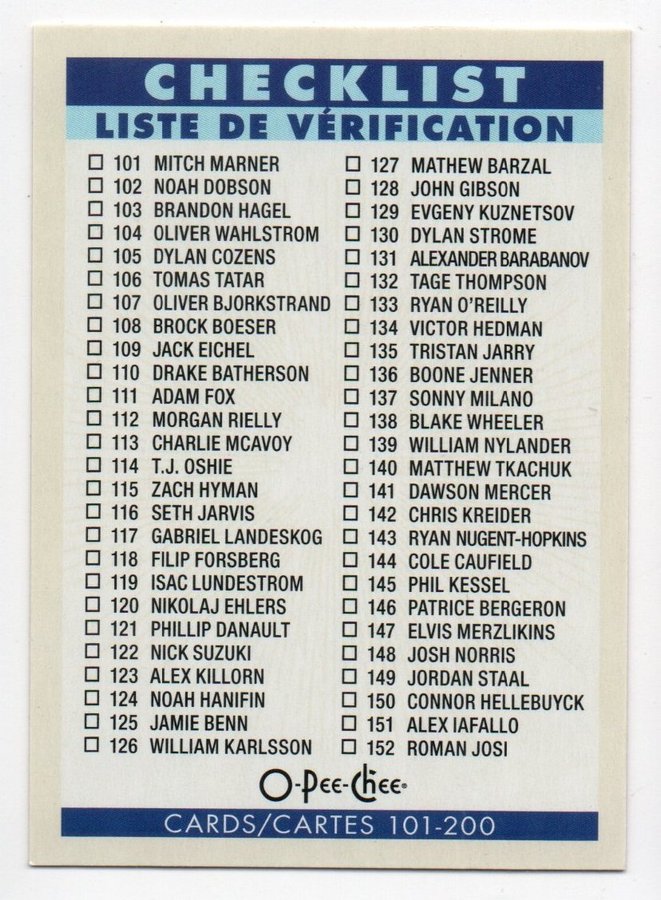 CHECKLIST
LISTE DE VÉRIFICATION
101 MITCH MARNER
102 NOAH DOBSON
103 BRANDON HAGEL
104 OLIVER WAHLSTROM
105 DYLAN COZENS
106 TOMAS TATAR
107 OLIVER BJORKSTRAND
108 BROCK BOESER
109 JACK EICHEL
110 DRAKE BATHERSON
111 ADAM FOX
112 MORGAN RIELLY
113 CHARLIE MCAVOY
114 T.J. OSHIE
115 ZACH HYMAN
116 SETH JARVIS
117 GABRIEL LANDESKOG
118 FILIP FORSBERG
119 ISAC LUNDESTROM
120 NIKOLAJ EHLERS
121 PHILLIP DANAULT
122 NICK SUZUKI
123 ALEX KILLORN
124 NOAH HANIFIN
125 JAMIE BENN
126 WILLIAM KARLSSON
127 MATHEW BARZAL
128 JOHN GIBSON
129 EVGENY KUZNETSOV
130 DYLAN STROME
131 ALEXANDER BARABANOV
132 TAGE THOMPSON
133 RYAN O'REILLY
134 VICTOR HEDMAN
135 TRISTAN JARRY
136 BOONE JENNER
137 SONNY MILANO
138 BLAKE WHEELER
139 WILLIAM NYLANDER
140 MATTHEW TKACHUK
141 DAWSON MERCER
142 CHRIS KREIDER
143 RYAN NUGENT-HOPKINS
144 COLE CAUFIELD
145 PHIL KESSEL
146 PATRICE BERGERON
147 ELVIS MERZLIKINS
148 JOSH NORRIS
149 JORDAN STAAL
150 CONNOR HELLEBUYCK
151 ALEX IAFALLO
152 ROMAN JOSI
O-Pee-Chee®
CARDS/CARTES 101-200